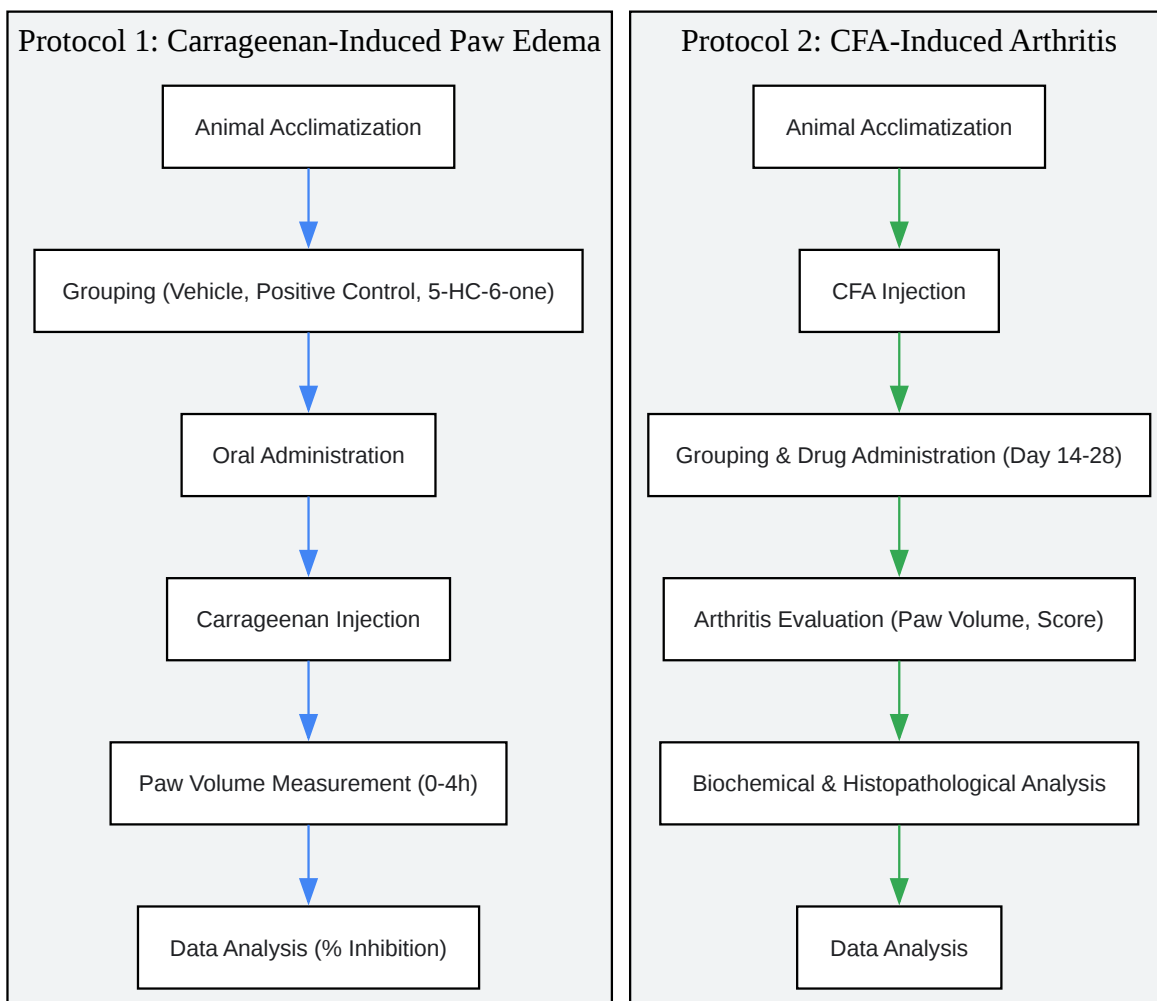 Protocol 1: Carrageenan-Induced Paw Edema
Animal Acclimatization
Grouping (Vehicle, Positive Control, 5-HC-6-one)
Oral Administration
Carrageenan Injection
Paw Volume Measurement (0-4h)
Data Analysis (% Inhibition)
Protocol 2: CFA-Induced Arthritis
Animal Acclimatization
CFA Injection
Grouping & Drug Administration (Day 14-28)
Arthritis Evaluation (Paw Volume, Score)
Biochemical & Histopathological Analysis
Data Analysis